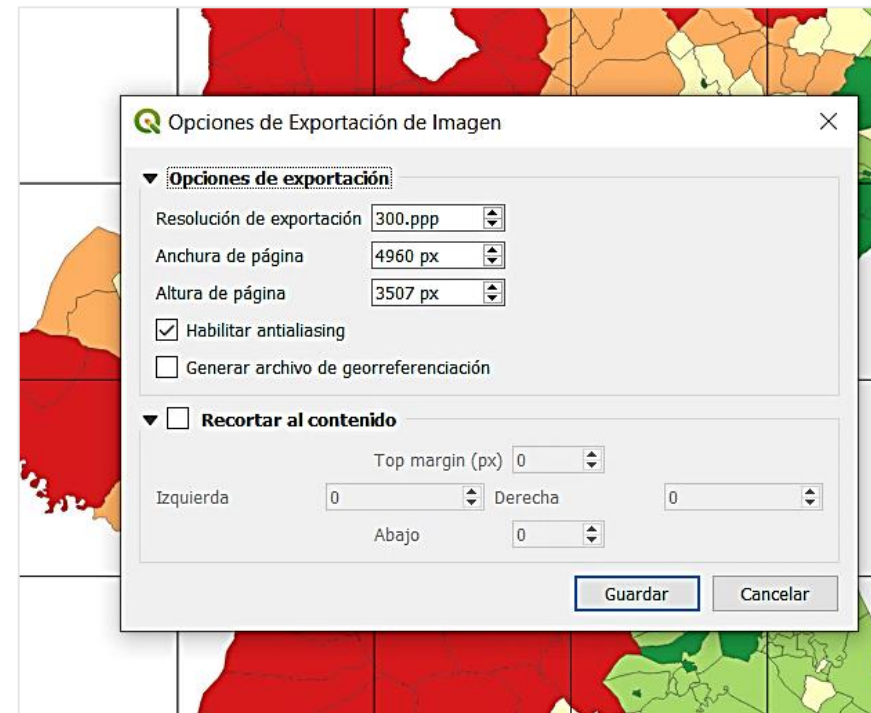 Opciones de Exportación de Imagen
Opciones de exportación
Resolución de exportación 300.ppp
Anchura de página 4960 px
Altura de página 3507 px
Habilitar antialiasing
Generar archivo de georreferenciación
Recortar al contenido
Top margin (px) 0
Izquierda 0 Derecha 0
Abajo 0
Guardar Cancelar